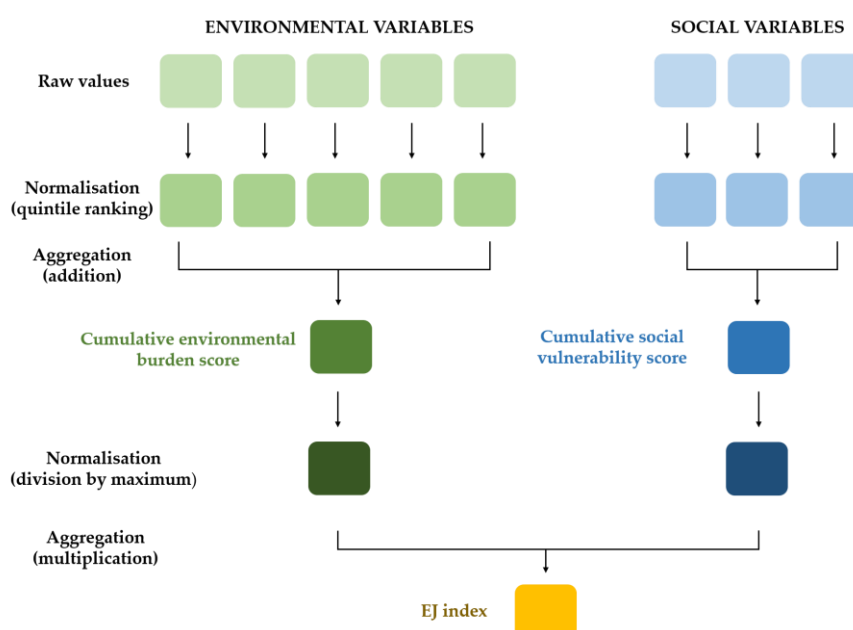 ENVIRONMENTAL VARIABLES
SOCIAL VARIABLES
Raw values
Normalisation
(quintile ranking)
Aggregation
(addition)
Cumulative environmental
burden score
Cumulative social
vulnerability score
Normalisation
(division by maximum)
Aggregation
(multiplication)
EJ index